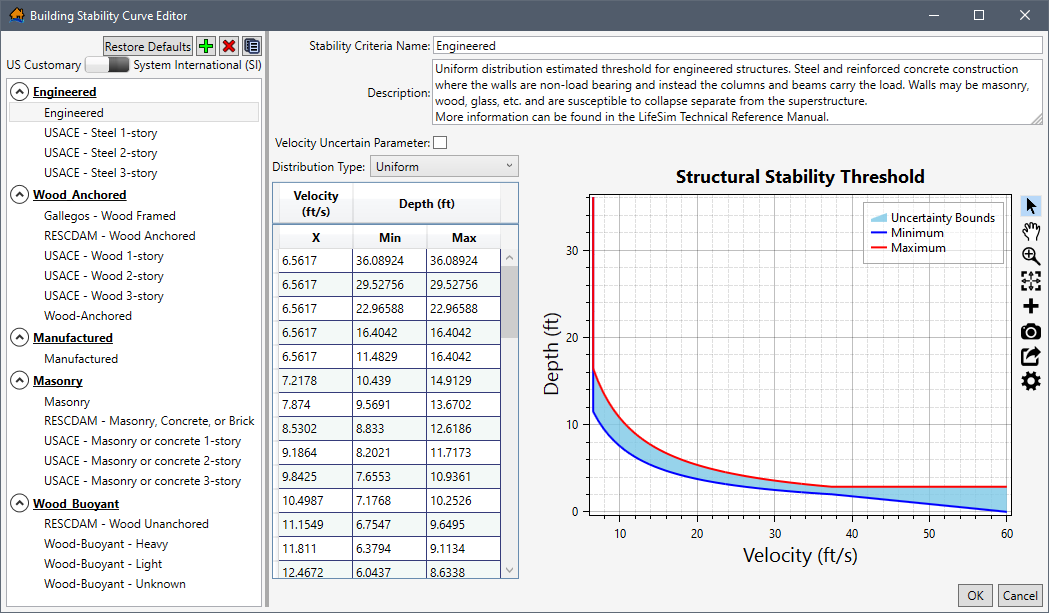 Building Stability Curve Editor
Restore Defaults
US Customary System International (SI)
Engineered
Engineered
USACE - Steel 1-story
USACE - Steel 2-story
USACE - Steel 3-story
Wood Anchored
Gallegos - Wood Framed
RESCDAM - Wood Anchored
USACE - Wood 1-story
USACE - Wood 2-story
USACE - Wood 3-story
Wood-Anchored
Manufactured
Manufactured
Masonry
Masonry
RESCDAM - Masonry, Concrete, or Brick
USACE - Masonry or concrete 1-story
USACE - Masonry or concrete 2-story
USACE - Masonry or concrete 3-story
Wood Buoyant
RESCDAM - Wood Unanchored
Wood-Buoyant - Heavy
Wood-Buoyant - Light
Wood-Buoyant - Unknown
Stability Criteria Name: Engineered
Description:
Uniform distribution estimated threshold for engineered structures. Steel and reinforced concrete construction
where the walls are non-load bearing and instead the columns and beams carry the load. Walls may be masonry,
wood, glass, etc. and are susceptible to collapse separate from the superstructure.
More information can be found in the LifeSim Technical Reference Manual.
Velocity Uncertain Parameter:
Distribution Type: Uniform
Velocity (ft/s) Depth (ft)
X Min Max
6.5617 36.08924 36.08924
6.5617 29.52756 29.52756
6.5617 22.96588 22.96588
6.5617 16.4042 16.4042
6.5617 11.4829 16.4042
7.2178 10.439 14.9129
7.874 9.5691 13.6702
8.5302 8.833 12.6186
9.1864 8.2021 11.7173
9.8425 7.6553 10.9361
10.4987 7.1768 10.2526
11.1549 6.7547 9.6495
11.811 6.3794 9.1134
12.4672 6.0437 8.6338
Structural Stability Threshold
Uncertainty Bounds
Minimum
Maximum
Depth (ft)
30
20
10
0
10 20 30 40 50 60
Velocity (ft/s)
OK Cancel